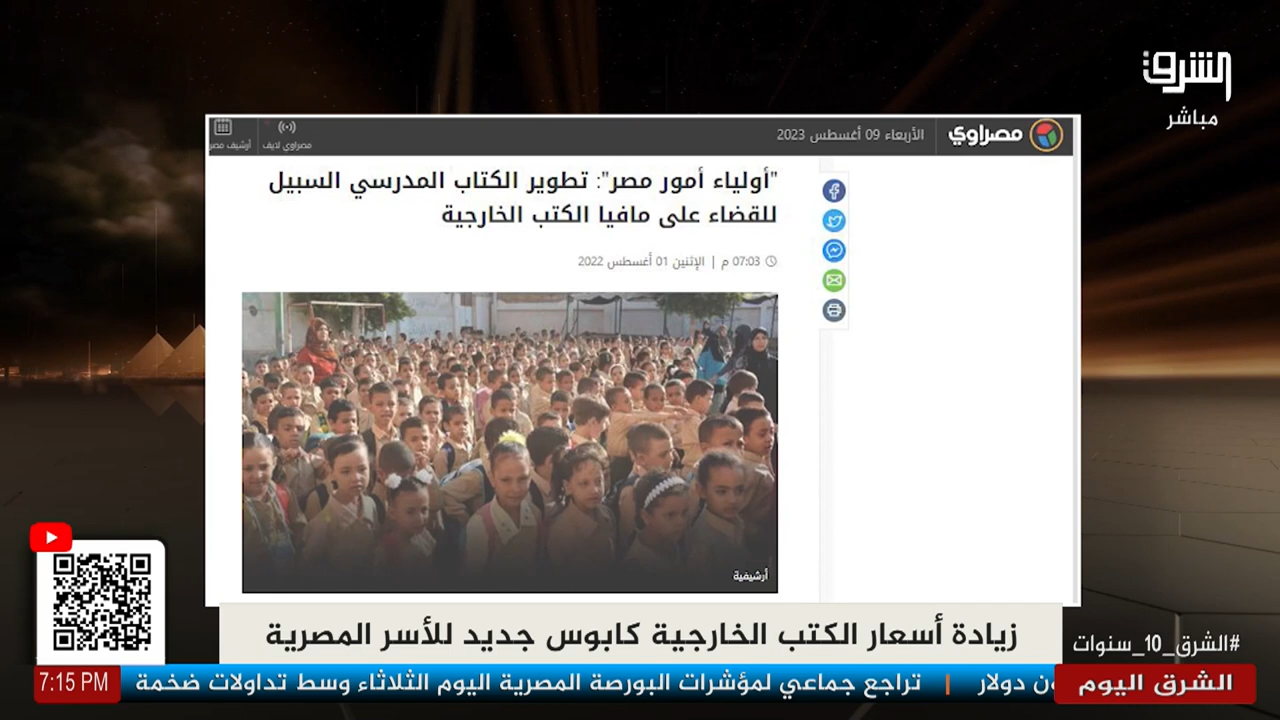 الشرق
مباشر
مصراوي
الأربعاء 09 أغسطس 2023
مصراوي لايف
أرشيف مصر
"أولياء أمور مصر": تطوير الكتاب المدرسي السبيل
للقضاء على مافيا الكتب الخارجية
07:03 م | الإثنين 01 أغسطس 2022
أرشيفية
زيادة أسعار الكتب الخارجية كابوس جديد للأسر المصرية
#الشرق_10_سنوات
الشرق اليوم
دولار | تراجع جماعي لمؤشرات البورصة المصرية اليوم الثلاثاء وسط تداولات ضخمة
7:15 PM